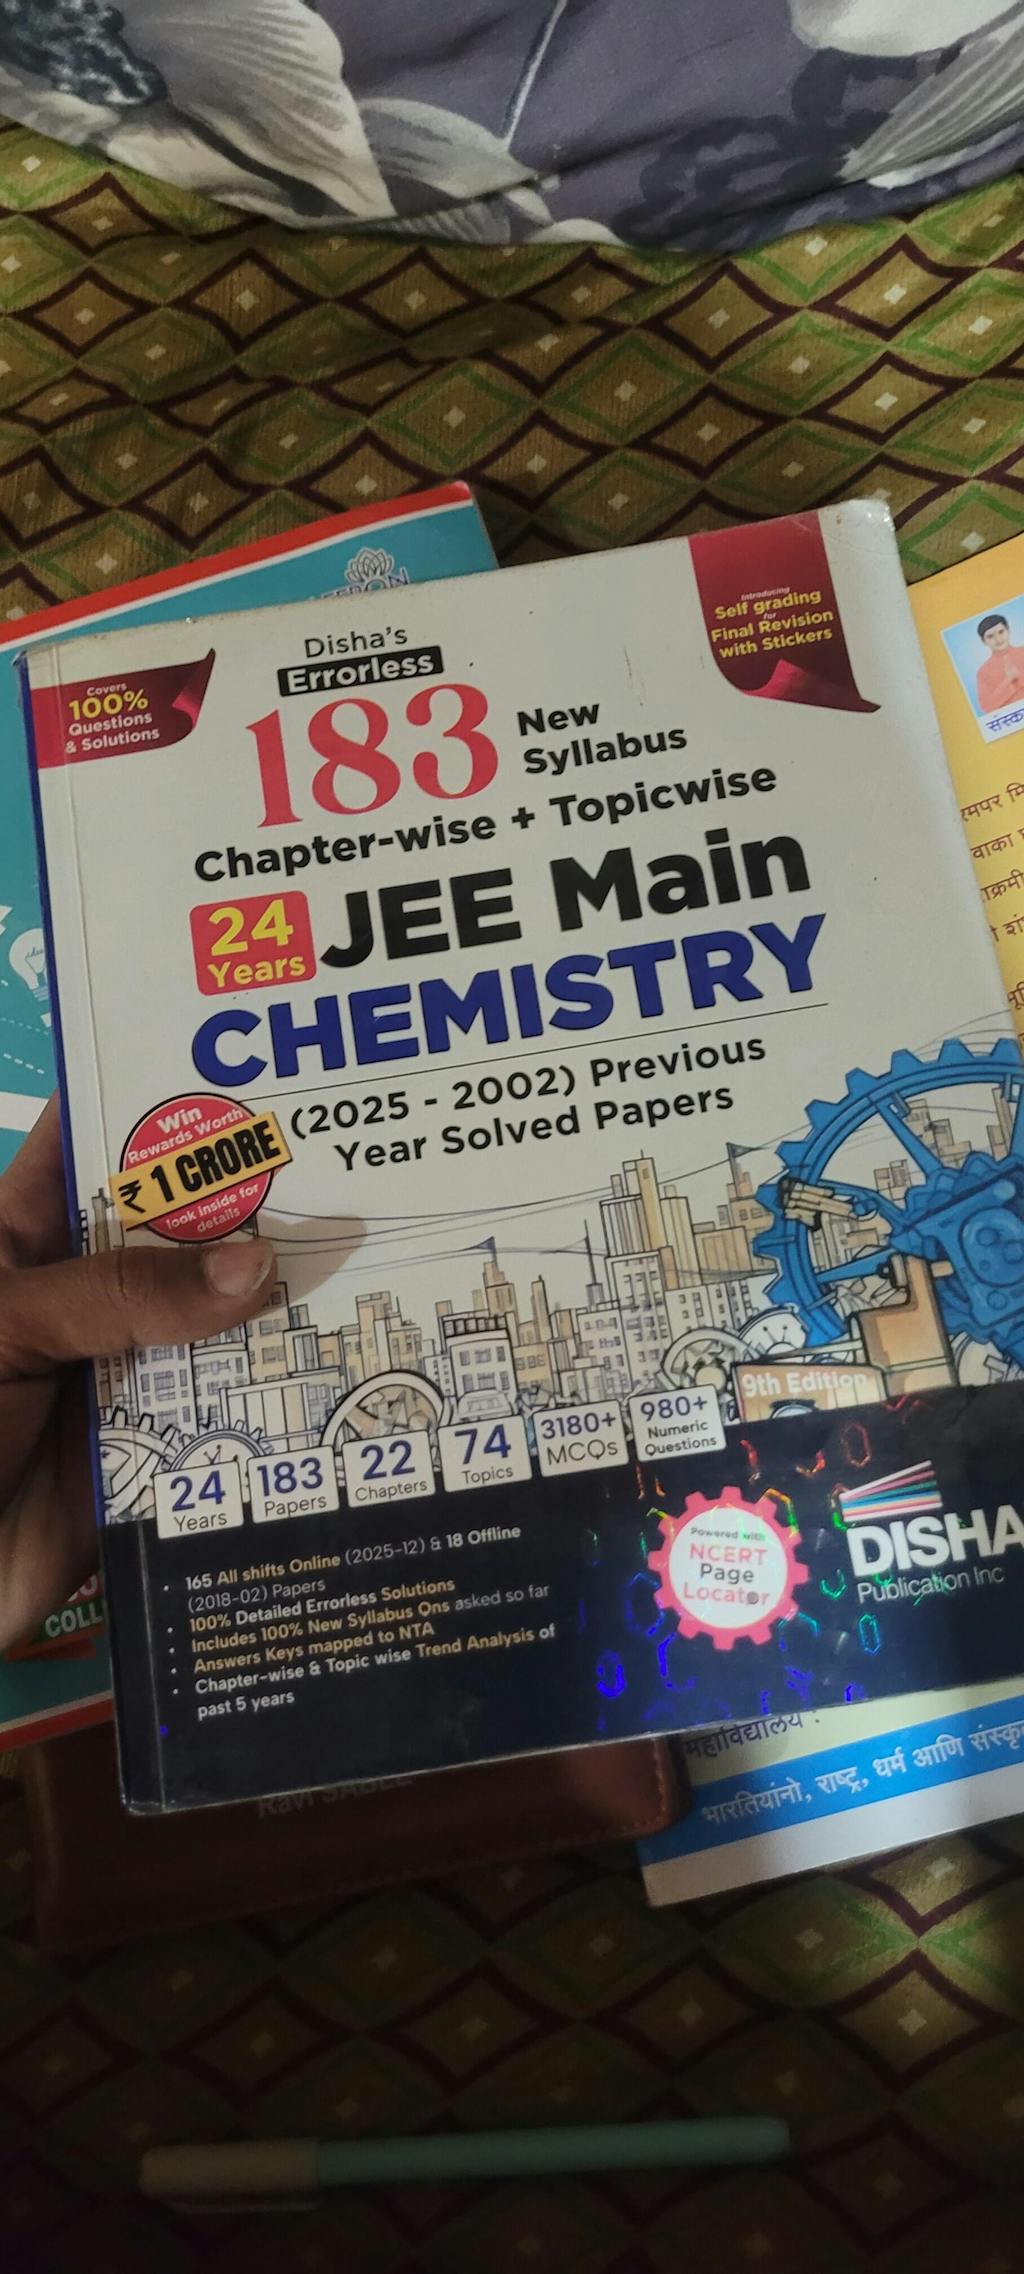 Disha's
Errorless
183
New
Syllabus
Chapter-wise + Topicwise
24
Years
JEE Main
CHEMISTRY
(2025 - 2002) Previous
Year Solved Papers
Covers
100%
Questions
& Solutions
Introducing
Self grading
for
Final Revision
with Stickers
Win
Rewards Worth
₹ 1 CRORE
look inside for
details
9th Edition
24
Years
183
Papers
22
Chapters
74
Topics
3180+
MCQs
980+
Numeric
Questions
• 165 All shifts Online (2025-12) & 18 Offline
(2018-02) Papers
• 100% Detailed Errorless Solutions
• Includes 100% New Syllabus Qns asked so far
• Answers Keys mapped to NTA
• Chapter-wise & Topic wise Trend Analysis of
past 5 years
Powered with
NCERT
Page
Locator
DISHA
Publication Inc
COLL
महाविद्यालय :
भारतियांनो, राष्ट्र, धर्म आणि संस्कृ